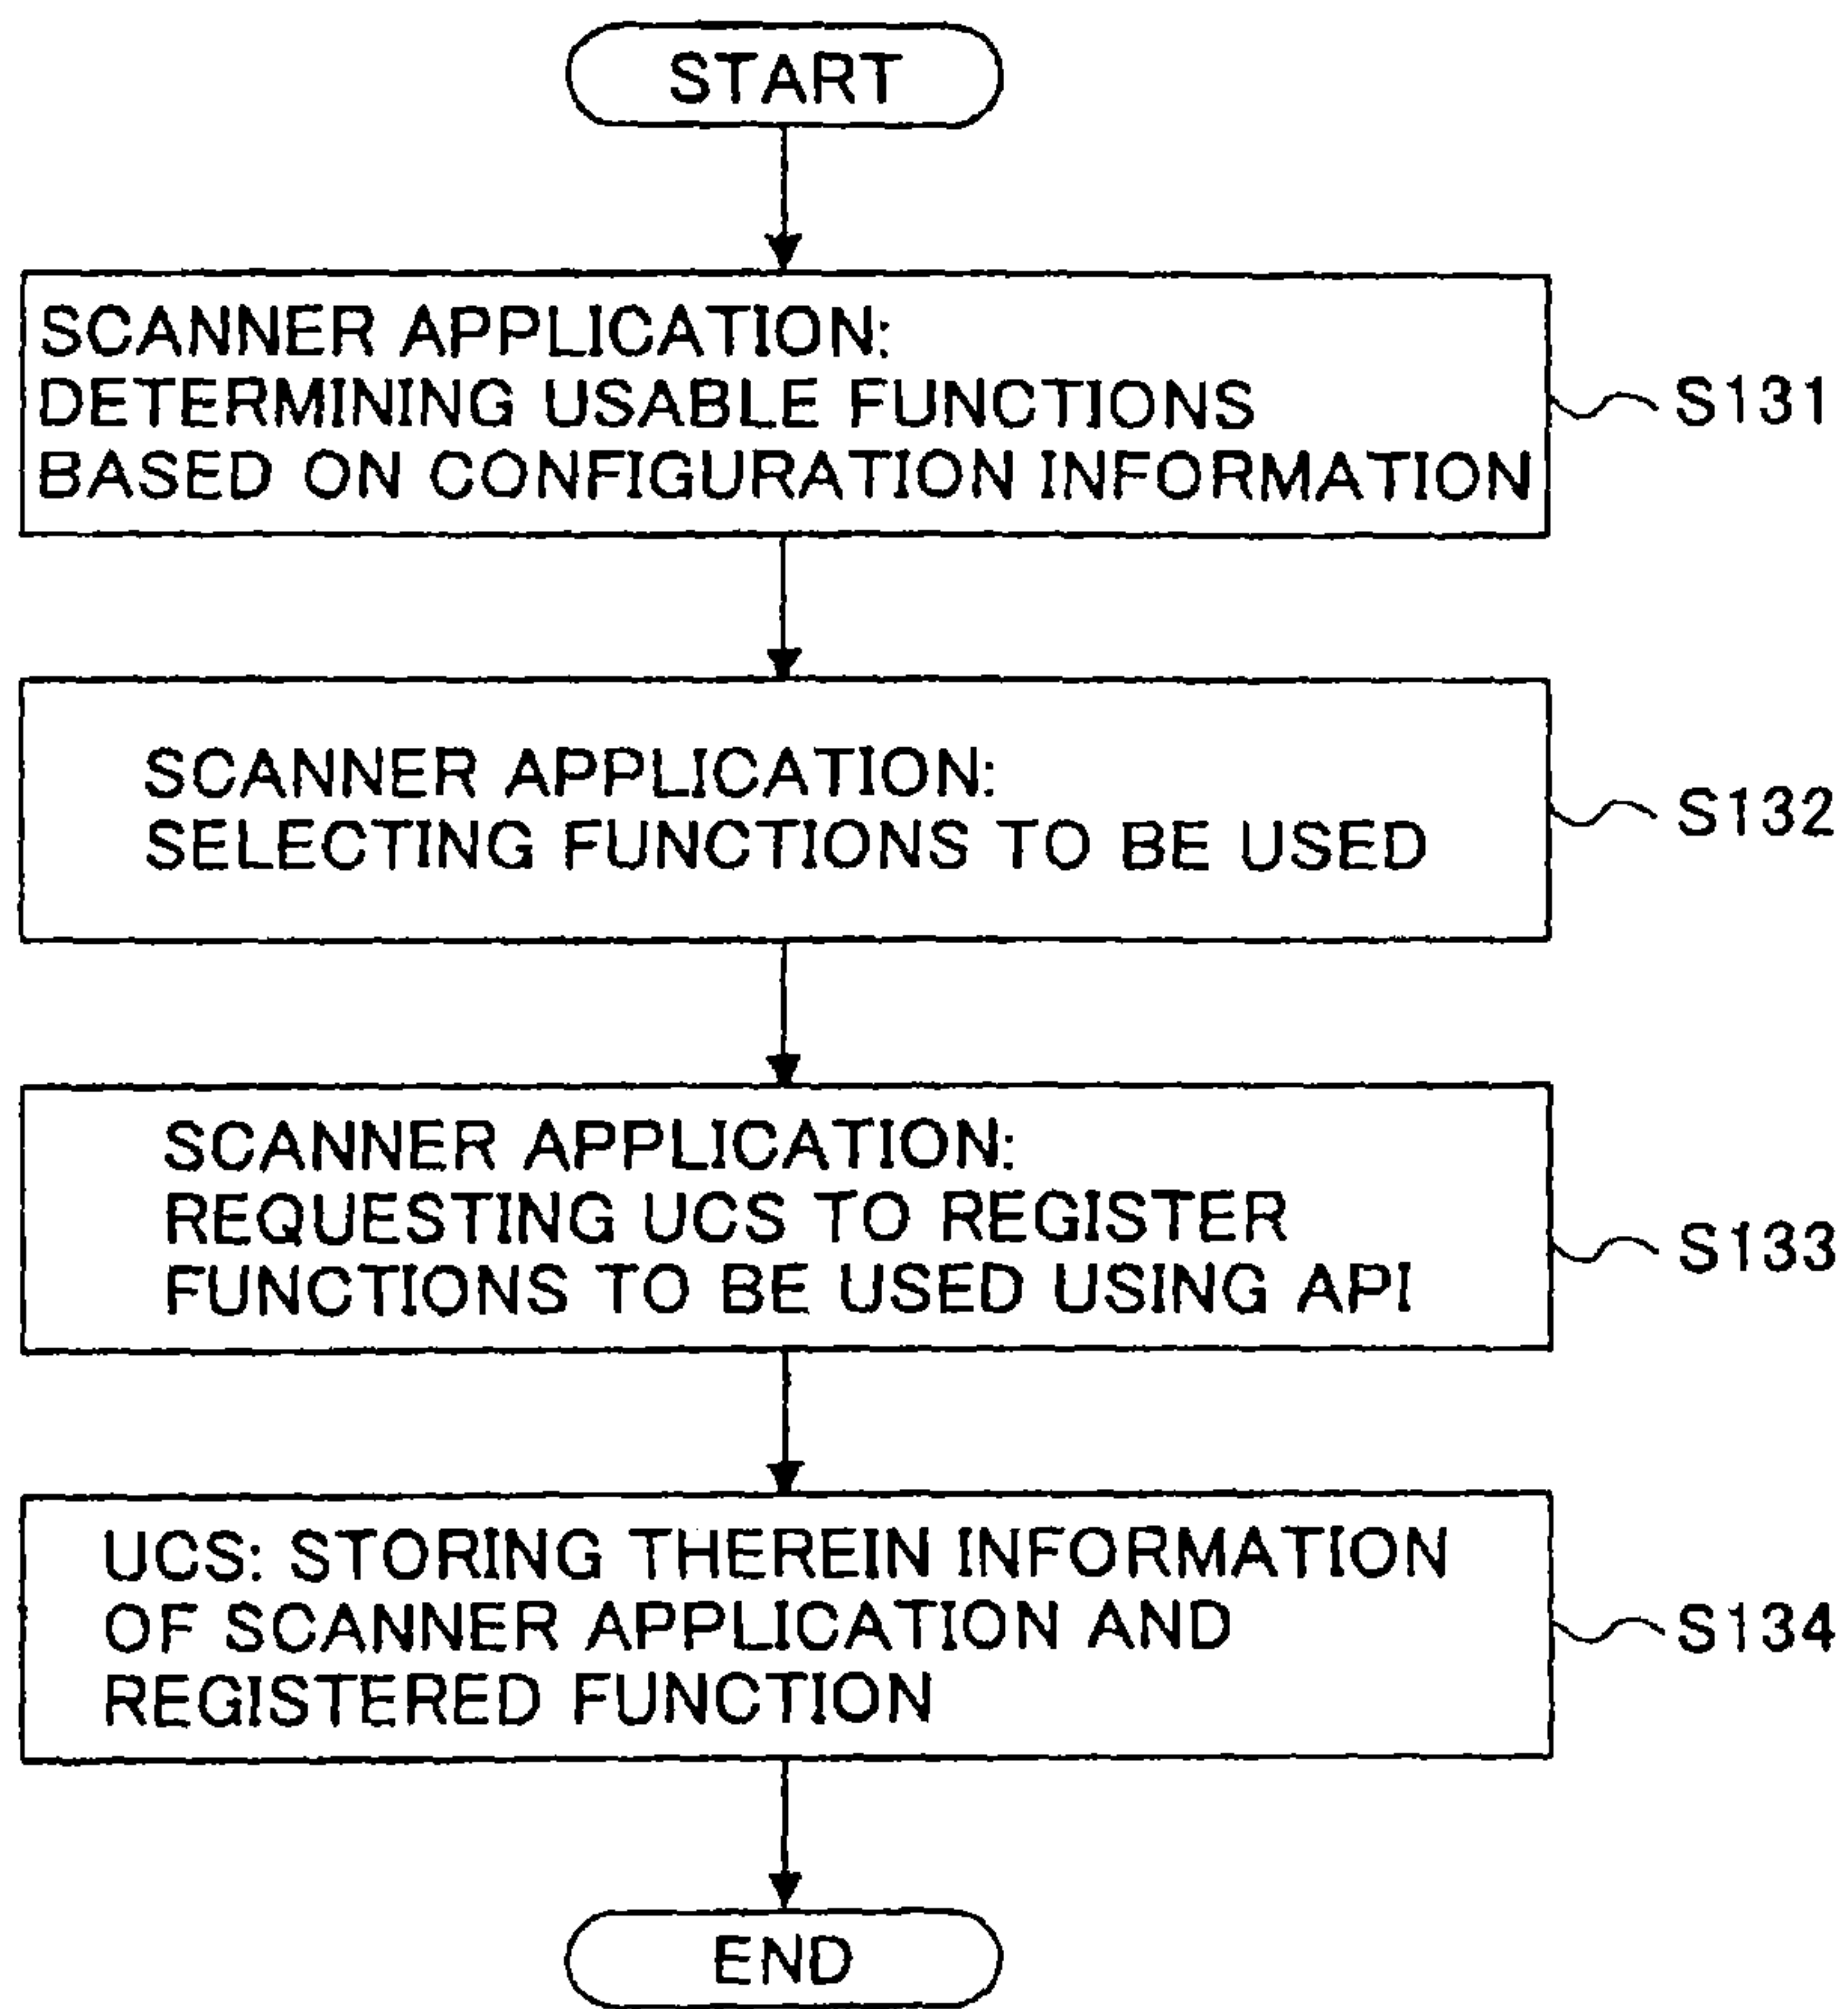 START
SCANNER APPLICATION:
DETERMINING USABLE FUNCTIONS
BASED ON CONFIGURATION INFORMATION
S131
SCANNER APPLICATION:
SELECTING FUNCTIONS TO BE USED
S132
SCANNER APPLICATION:
REQUESTING UCS TO REGISTER
FUNCTIONS TO BE USED USING API
S133
UCS: STORING THEREIN INFORMATION
OF SCANNER APPLICATION AND
REGISTERED FUNCTION
S134
END